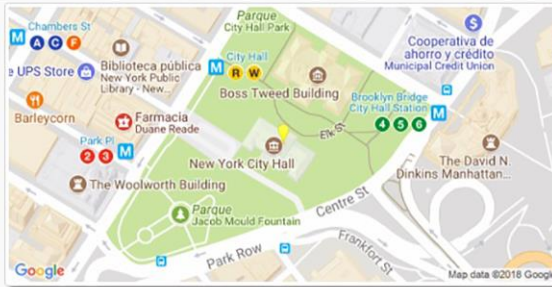 Chambers St
A C F
Parque
City Hall Park
Cooperativa de
ahorro y crédito
Municipal Credit Union
e UPS Store
Biblioteca pública
New York Public
Library - New...
City Hall
R W
Boss Tweed Building
Brooklyn Bridge
City Hall Station
4 5 6
Barleycorn
Farmacia
Duane Reade
Elk St
Park Pl
2 3
New York City Hall
The David N
Dinkins Manhattan...
The Woolworth Building
Parque
Jacob Mould Fountain
Centre St
Park Row
Frankfort St
Google
Map data ©2018 Google